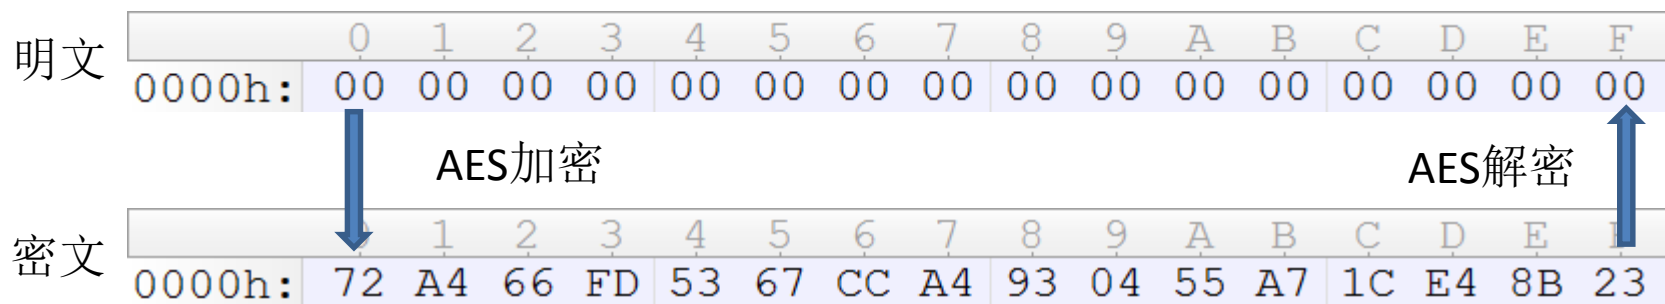 明文 0 1 2 3 4 5 6 7 8 9 A B C D E F
0000h: 00 00 00 00 00 00 00 00 00 00 00 00 00 00 00 00
AES加密 AES解密
密文 1 2 3 4 5 6 7 8 9 A B C D E
0000h: 72 A4 66 FD 53 67 CC A4 93 04 55 A7 1C E4 8B 23